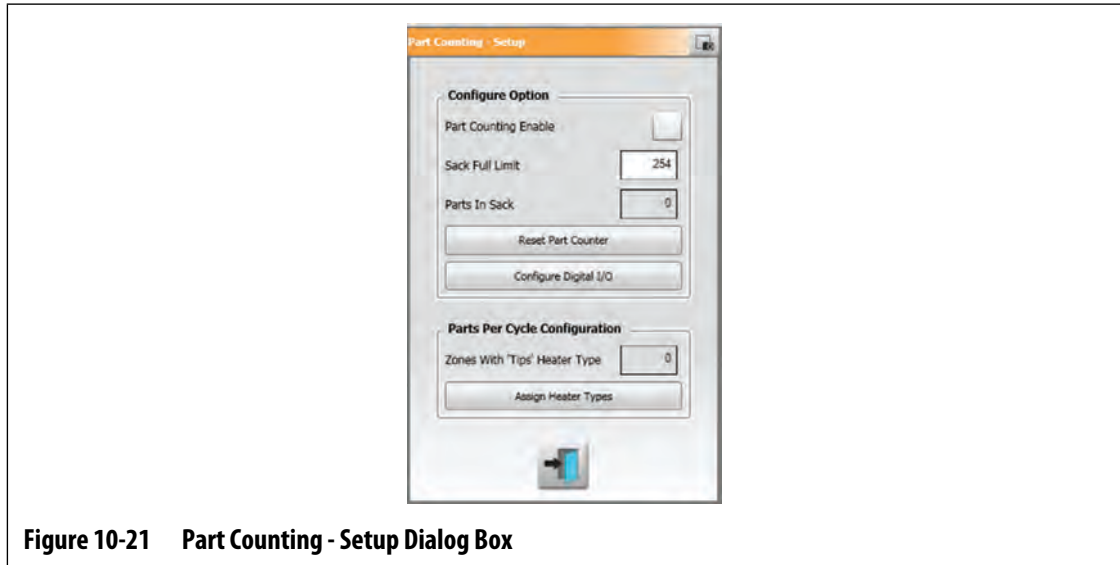 Part Counting - Setup
Configure Option
Part Counting Enable
Sack Full Limit
254
Parts In Sack
0
Reset Part Counter
Configure Digital I/O
Parts Per Cycle Configuration
Zones With 'Tips' Heater Type
0
Assign Heater Types
Figure 10-21 Part Counting - Setup Dialog Box